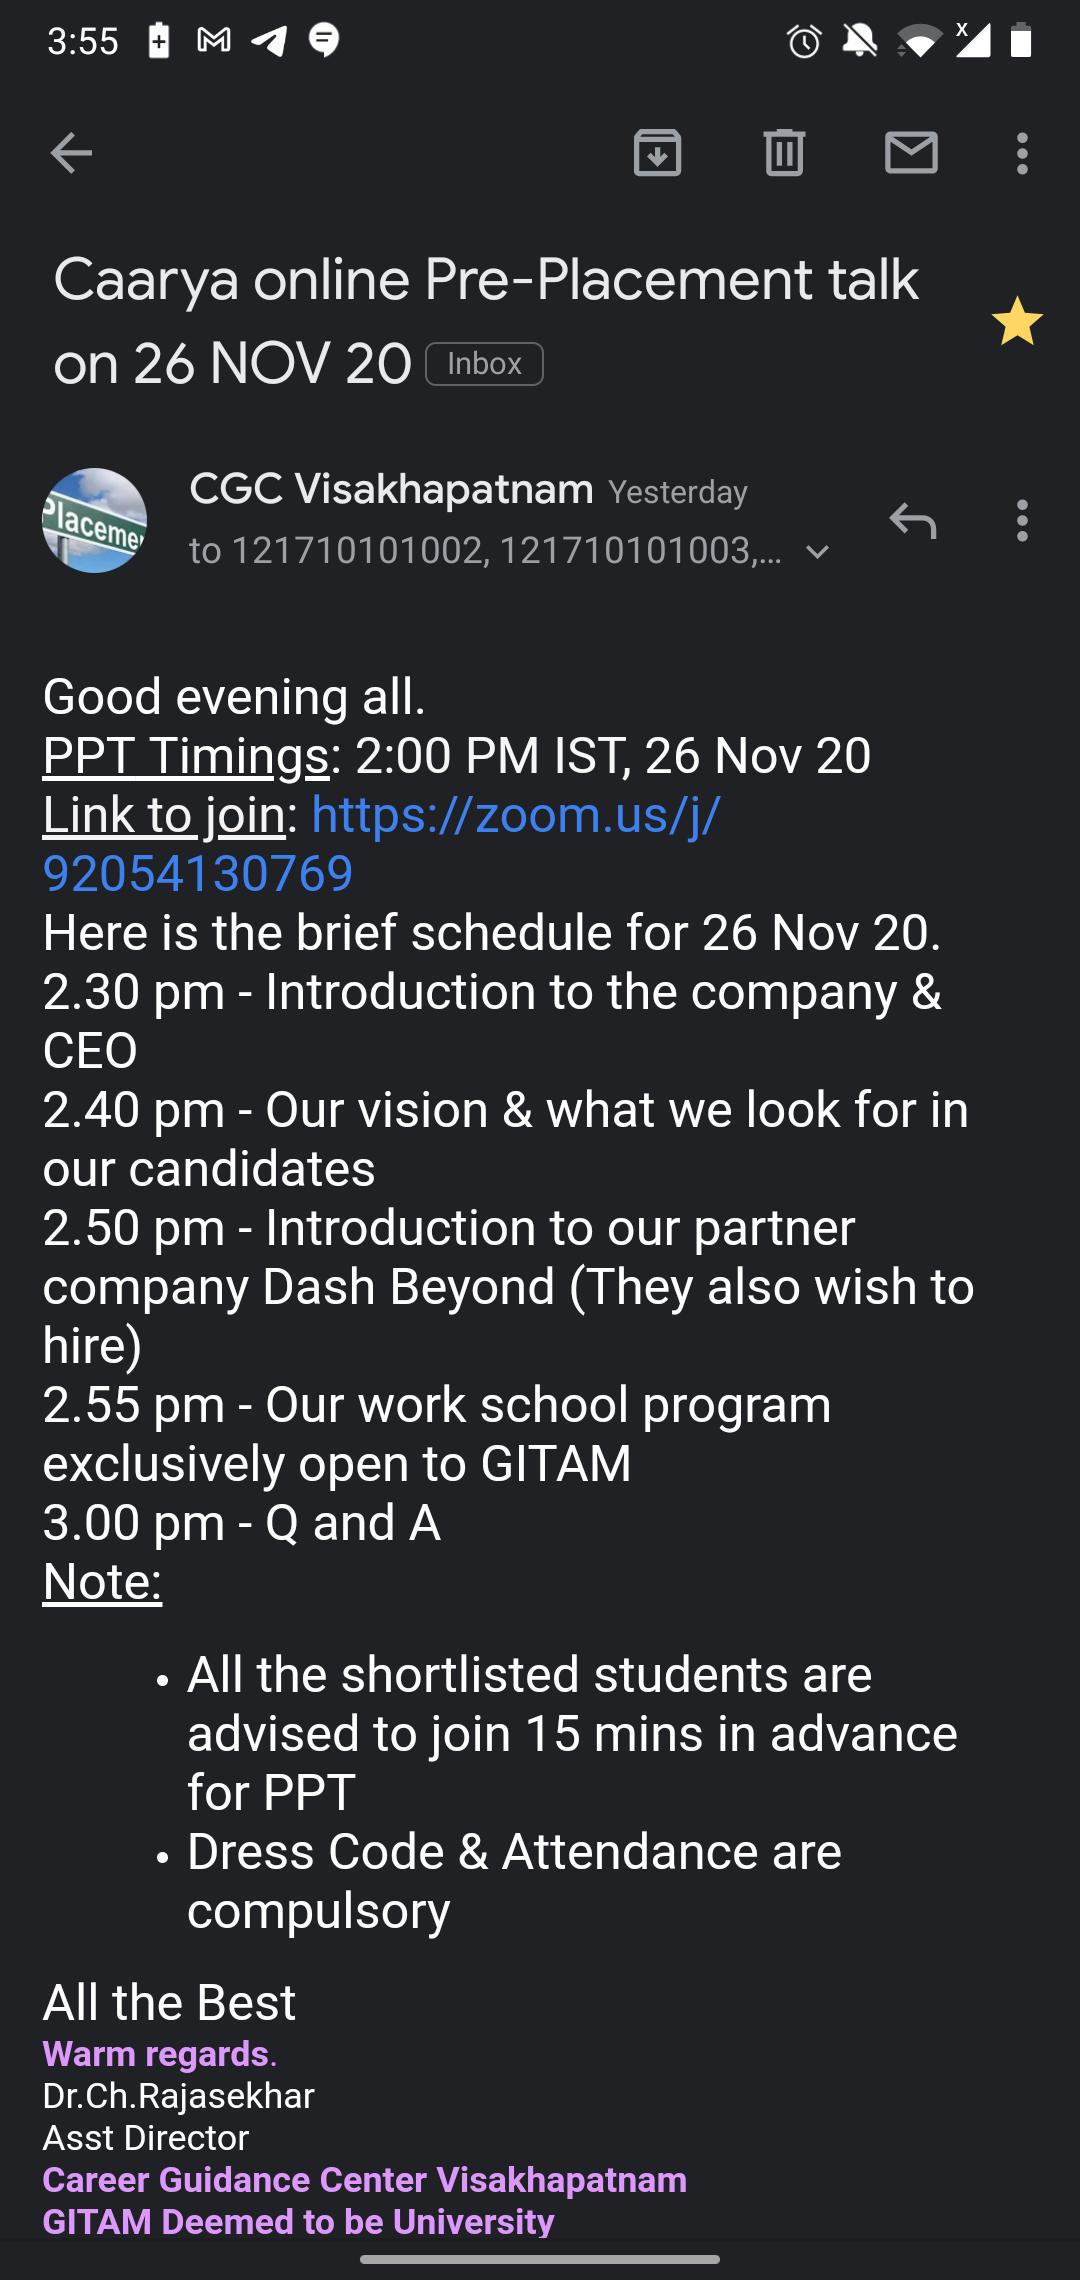 3:55
Caarya online Pre-Placement talk
on 26 NOV 20 Inbox
Placeme
CGC Visakhapatnam Yesterday
to 121710101002, 121710101003,...
Good evening all.
PPT Timings: 2:00 PM IST, 26 Nov 20
Link to join: https://zoom.us/j/
92054130769
Here is the brief schedule for 26 Nov 20.
2.30 pm - Introduction to the company &
CEO
2.40 pm - Our vision & what we look for in
our candidates
2.50 pm - Introduction to our partner
company Dash Beyond (They also wish to
hire)
2.55 pm - Our work school program
exclusively open to GITAM
3.00 pm - Q and A
Note:
• All the shortlisted students are
advised to join 15 mins in advance
for PPT
• Dress Code & Attendance are
compulsory
All the Best
Warm regards.
Dr.Ch.Rajasekhar
Asst Director
Career Guidance Center Visakhapatnam
GITAM Deemed to be University